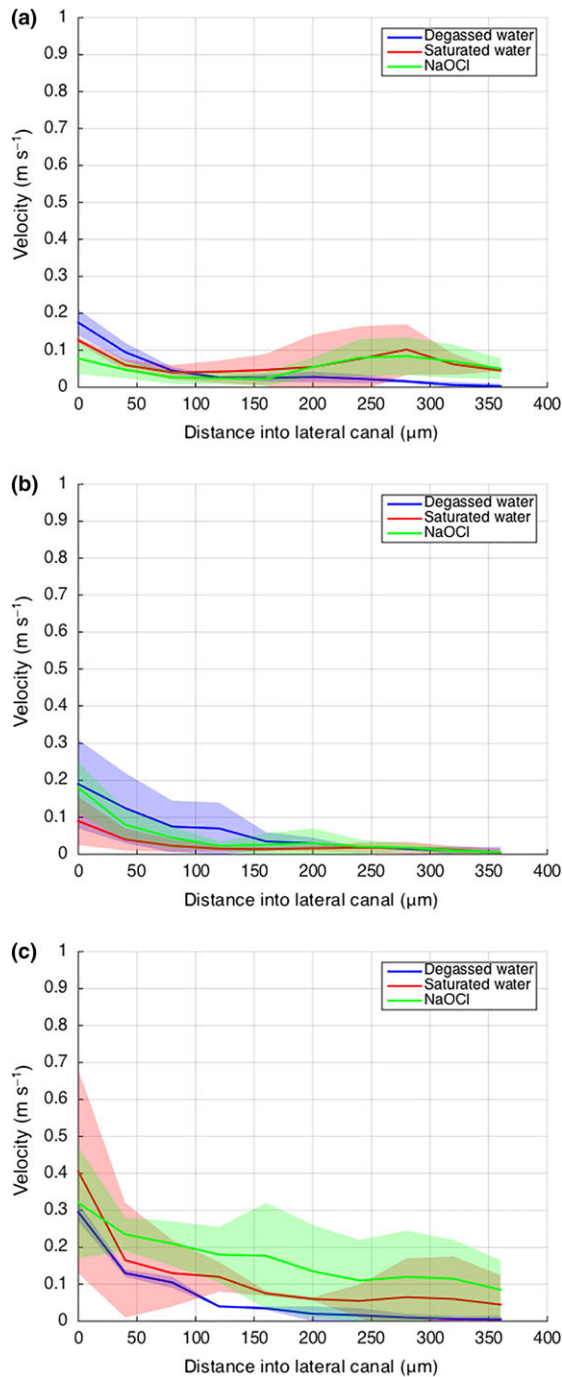 (a)
1
0.9
0.8
0.7
0.6
0.5
0.4
0.3
0.2
0.1
0
Velocity (m s⁻¹)
Degassed water
Saturated water
NaOCl
0 50 100 150 200 250 300 350 400
Distance into lateral canal (µm)
(b)
1
0.9
0.8
0.7
0.6
0.5
0.4
0.3
0.2
0.1
0
Velocity (m s⁻¹)
Degassed water
Saturated water
NaOCl
0 50 100 150 200 250 300 350 400
Distance into lateral canal (µm)
(c)
1
0.9
0.8
0.7
0.6
0.5
0.4
0.3
0.2
0.1
0
Velocity (m s⁻¹)
Degassed water
Saturated water
NaOCl
0 50 100 150 200 250 300 350 400
Distance into lateral canal (µm)